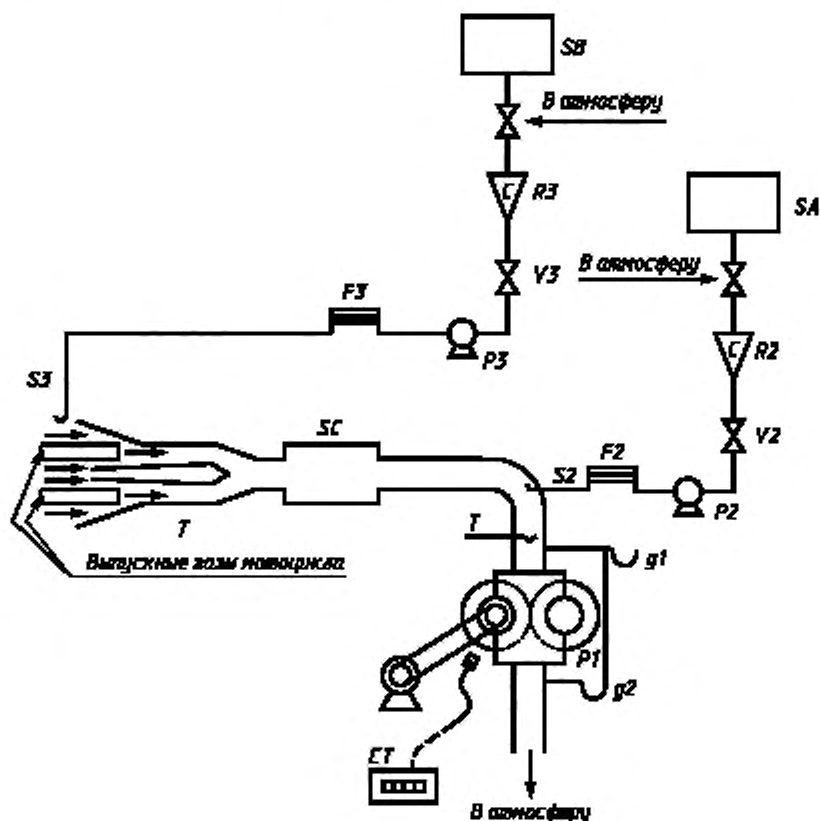 SB
В атмосферу
C
R3
SA
В атмосферу
V3
F3
P3
C
R2
S3
V2
SC
F2
S2
P2
T
T
g1
Выпускные газы мотоцикла
P1
g2
CT
В атмосферу